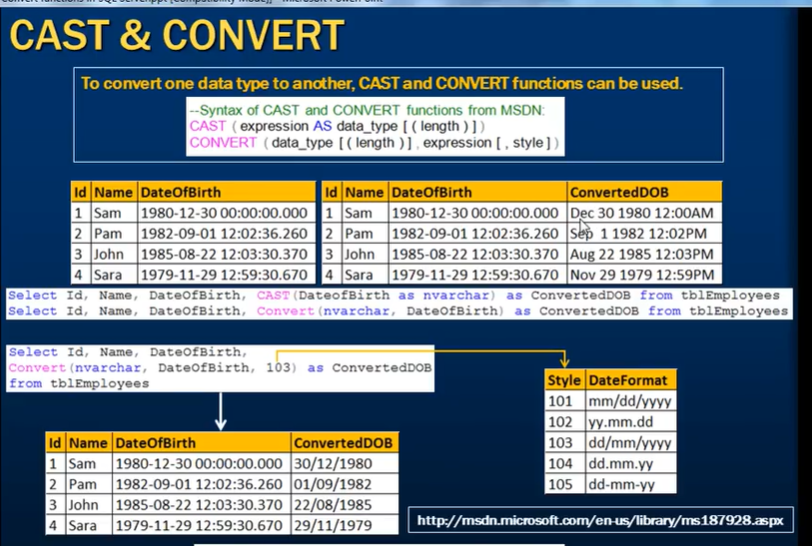 CAST & CONVERT
To convert one data type to another, CAST and CONVERT functions can be used.
--Syntax of CAST and CONVERT functions from MSDN:
CAST ( expression AS data_type [ ( length ) ] )
CONVERT ( data_type [ ( length ) ] , expression [ , style ] )
Id Name DateOfBirth
1 Sam 1980-12-30 00:00:00.000
2 Pam 1982-09-01 12:02:36.260
3 John 1985-08-22 12:03:30.370
4 Sara 1979-11-29 12:59:30.670
Id Name DateOfBirth ConvertedDOB
1 Sam 1980-12-30 00:00:00.000 Dec 30 1980 12:00AM
2 Pam 1982-09-01 12:02:36.260 Sep 1 1982 12:02PM
3 John 1985-08-22 12:03:30.370 Aug 22 1985 12:03PM
4 Sara 1979-11-29 12:59:30.670 Nov 29 1979 12:59PM
Select Id, Name, DateOfBirth, CAST(DateofBirth as nvarchar) as ConvertedDOB from tblEmployees
Select Id, Name, DateOfBirth, Convert(nvarchar, DateOfBirth) as ConvertedDOB from tblEmployees
Select Id, Name, DateOfBirth,
Convert(nvarchar, DateOfBirth, 103) as ConvertedDOB
from tblEmployees
Style DateFormat
101 mm/dd/yyyy
102 yy.mm.dd
103 dd/mm/yyyy
104 dd.mm.yy
105 dd-mm-yy
Id Name DateOfBirth ConvertedDOB
1 Sam 1980-12-30 00:00:00.000 30/12/1980
2 Pam 1982-09-01 12:02:36.260 01/09/1982
3 John 1985-08-22 12:03:30.370 22/08/1985
4 Sara 1979-11-29 12:59:30.670 29/11/1979
http://msdn.microsoft.com/en-us/library/ms187928.aspx